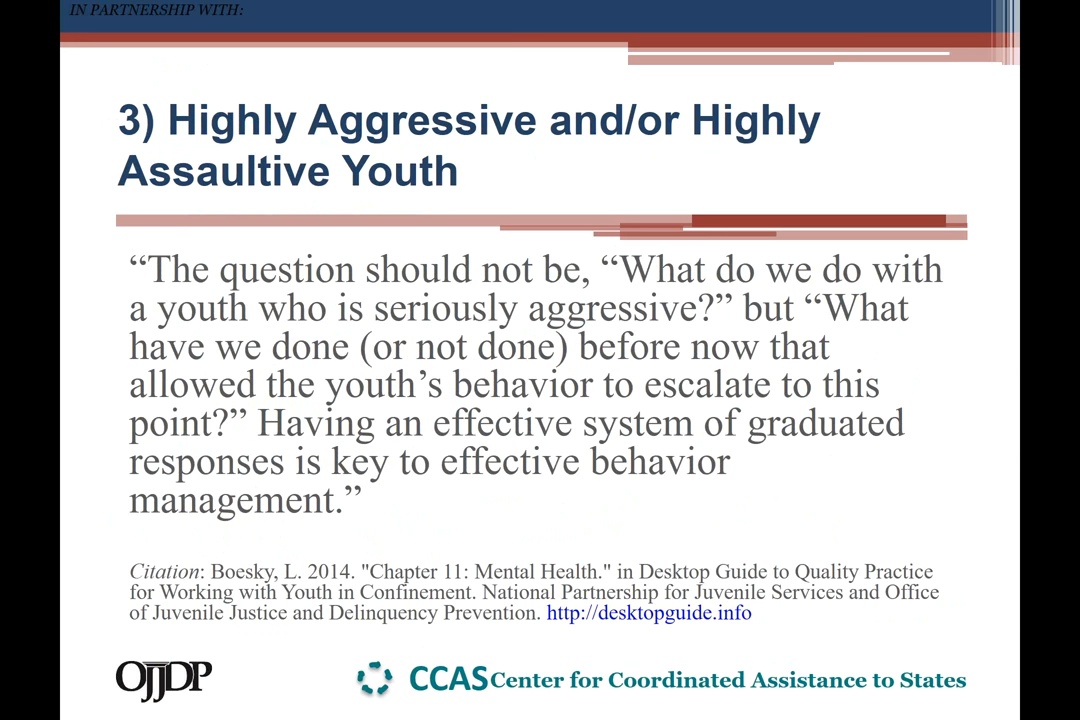 IN PARTNERSHIP WITH:
3) Highly Aggressive and/or Highly
Assaultive Youth
“The question should not be, “What do we do with
a youth who is seriously aggressive?” but “What
have we done (or not done) before now that
allowed the youth’s behavior to escalate to this
point?” Having an effective system of graduated
responses is key to effective behavior
management.”
Citation: Boesky, L. 2014. "Chapter 11: Mental Health." in Desktop Guide to Quality Practice
for Working with Youth in Confinement. National Partnership for Juvenile Services and Office
of Juvenile Justice and Delinquency Prevention. http://desktopguide.info
OJJDP
CCAS Center for Coordinated Assistance to States